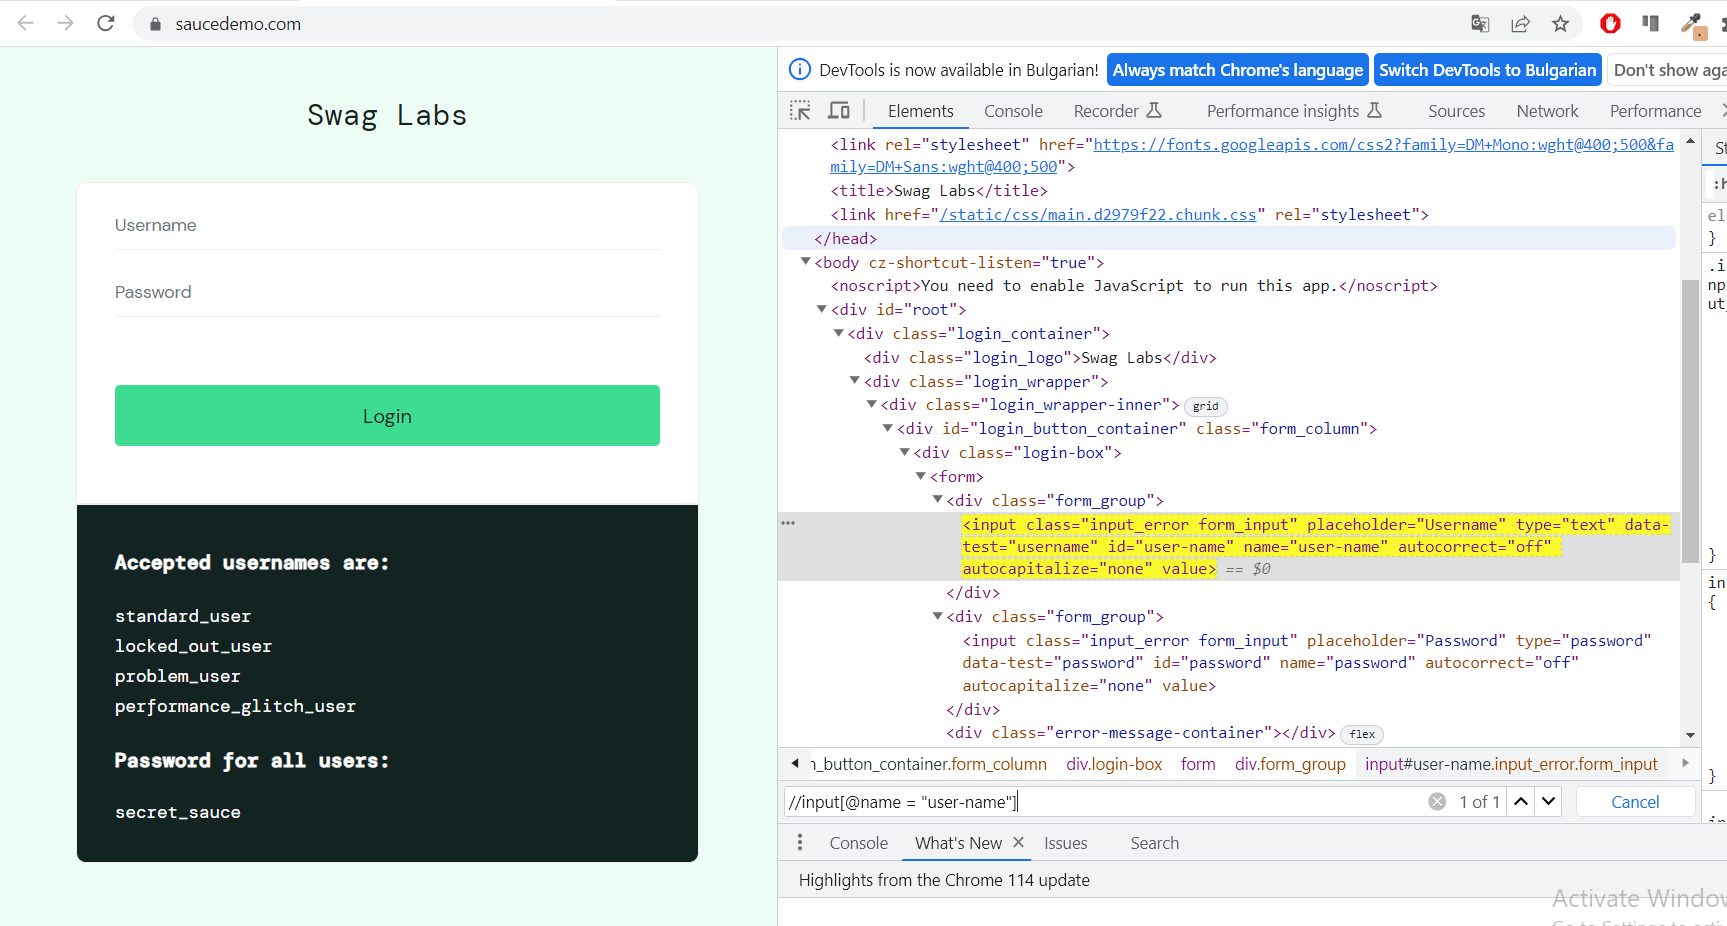 saucedemo.com
Swag Labs
Username
Password
Login
Accepted usernames are:
standard_user
locked_out_user
problem_user
performance_glitch_user
Password for all users:
secret_sauce
DevTools is now available in Bulgarian! Always match Chrome's language Switch DevTools to Bulgarian Don't show aga
Elements Console Recorder Performance insights Sources Network Performance
<link rel="stylesheet" href="https://fonts.googleapis.com/css2?family=DM+Mono:wght@400;500&fa
mily=DM+Sans:wght@400;500">
<title>Swag Labs</title>
<link href="/static/css/main.d2979f22.chunk.css" rel="stylesheet">
</head>
<body cz-shortcut-listen="true">
<noscript>You need to enable JavaScript to run this app.</noscript>
<div id="root">
<div class="login_container">
<div class="login_logo">Swag Labs</div>
<div class="login_wrapper">
<div class="login_wrapper-inner"> grid
<div id="login_button_container" class="form_column">
<div class="login-box">
<form>
<div class="form_group">
<input class="input_error form_input" placeholder="Username" type="text" data-
test="username" id="user-name" name="user-name" autocorrect="off"
autocapitalize="none" value> == $0
</div>
<div class="form_group">
<input class="input_error form_input" placeholder="Password" type="password"
data-test="password" id="password" name="password" autocorrect="off"
autocapitalize="none" value>
</div>
<div class="error-message-container"></div> flex
n_button_container.form_column div.login-box form div.form_group input#user-name.input_error.form_input
//input[@name = "user-name"] 1 of 1 Cancel
Console What's New Issues Search
Highlights from the Chrome 114 update
St
:h
el
}
.i
np
ut_
}
in
{
}
Activate Window